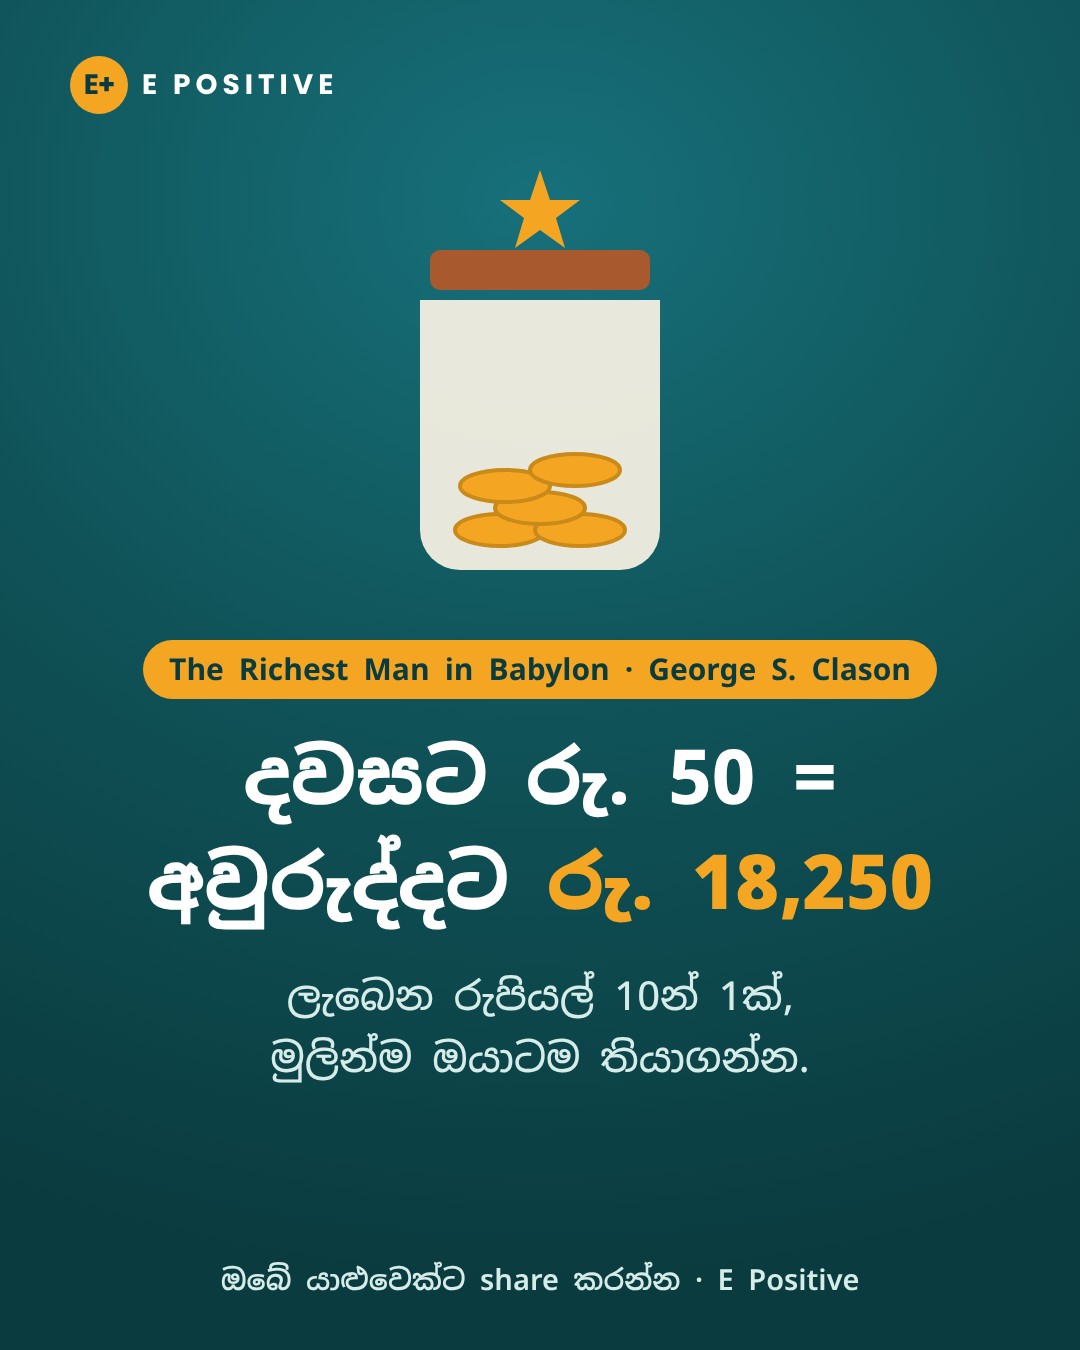 E+ E POSITIVE
The Richest Man in Babylon · George S. Clason
දවසට රු. 50 =
අවුරුද්දට රු. 18,250
ලැබෙන රුපියල් 10න් 1ක්,
මුලින්ම ඔයාටම තියාගන්න.
ඔබේ යාළුවෙක්ට share කරන්න · E Positive